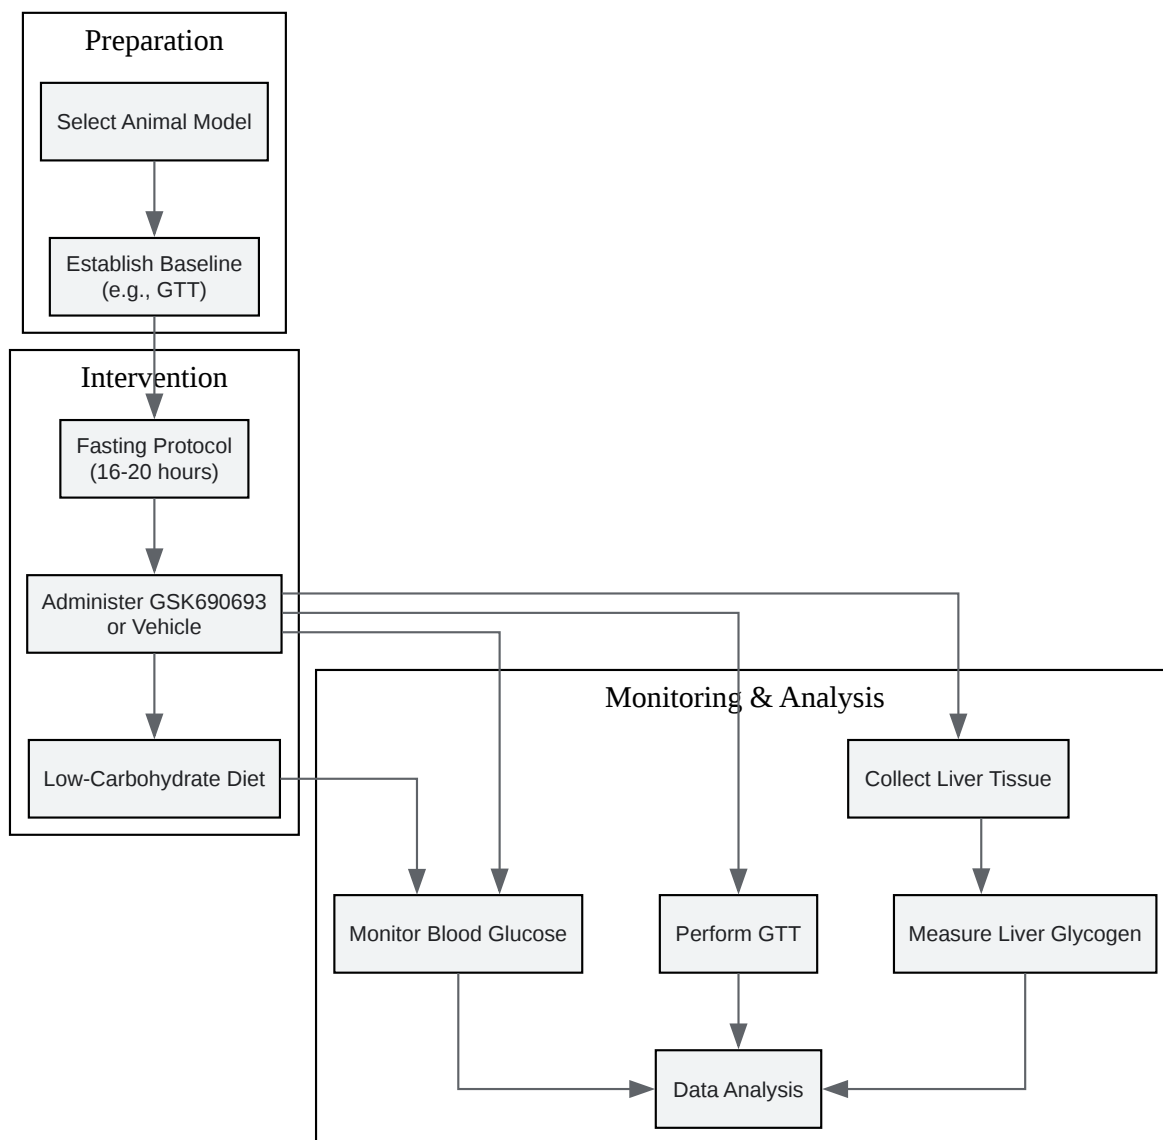 Preparation
Select Animal Model
Establish Baseline
(e.g., GTT)
Intervention
Fasting Protocol
(16-20 hours)
Administer GSK690693
or Vehicle
Low-Carbohydrate Diet
Monitoring & Analysis
Collect Liver Tissue
Monitor Blood Glucose
Perform GTT
Measure Liver Glycogen
Data Analysis